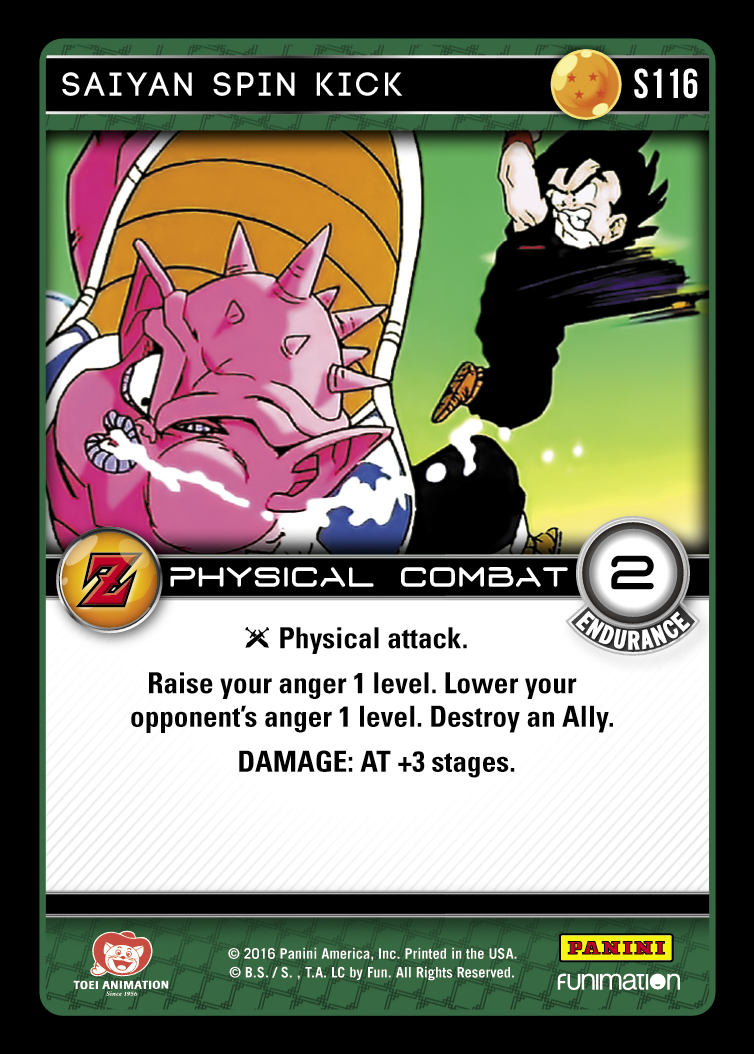 SAIYAN SPIN KICK
S116
Z
PHYSICAL COMBAT
2
ENDURANCE
Physical attack.
Raise your anger 1 level. Lower your
opponent's anger 1 level. Destroy an Ally.
DAMAGE: AT +3 stages.
TOEI ANIMATION
Since 1956
© 2016 Panini America, Inc. Printed in the USA.
© B.S. / S. , T.A. LC by Fun. All Rights Reserved.
PANINI
FUNIMATION